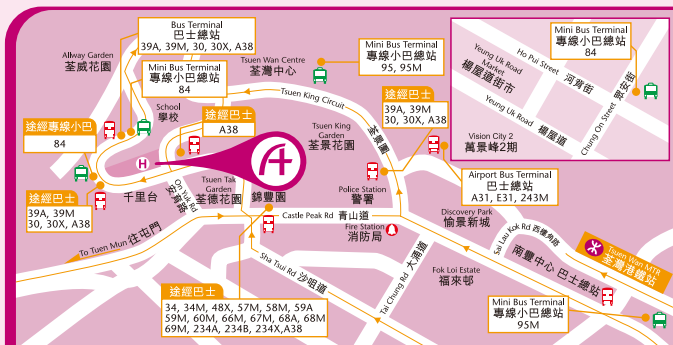 Bus Terminal
巴士總站
39A, 39M, 30, 30X, A38
Allway Garden
荃威花園
Mini Bus Terminal
專線小巴總站
84
Tsuen Wan Centre
荃灣中心
Mini Bus Terminal
專線小巴總站
95, 95M
School
學校
途經巴士
A38
途經專線小巴
84
途經巴士
39A, 39M
30, 30X, A38
H
千里台
On Yuk Rd
安育路
Tsuen King Circuit
荃景圍
Tsuen King
Garden
荃景花園
途經巴士
39A, 39M
30, 30X, A38
Tsuen Tak
Garden
荃德花園
錦豐園
Police Station
警署
Airport Bus Terminal
巴士總站
A31, E31, 243M
Castle Peak Rd 青山道
Fire Station
消防局
Discovery Park
愉景新城
Sai Lau Kok Rd 西樓角路
Tsuen Wan MTR
荃灣港鐵站
To Tuen Mun 往屯門
Sha Tsui Rd 沙咀道
Tai Chung Rd 大涌道
Fok Loi Estate
福來邨
南豐中心 巴士總站
途經巴士
34, 34M, 48X, 57M, 58M, 59A
59M, 60M, 66M, 67M, 68A, 68M
69M, 234A, 234B, 234X,A38
Mini Bus Terminal
專線小巴總站
95M
Mini Bus Terminal
專線小巴總站
84
Yeung Uk Road
Market
楊屋道街市
Ho Pui Street 河背街
Yeung Uk Road 楊屋道
Chung On Street 眾安街
Vision City 2
萬景峰2期